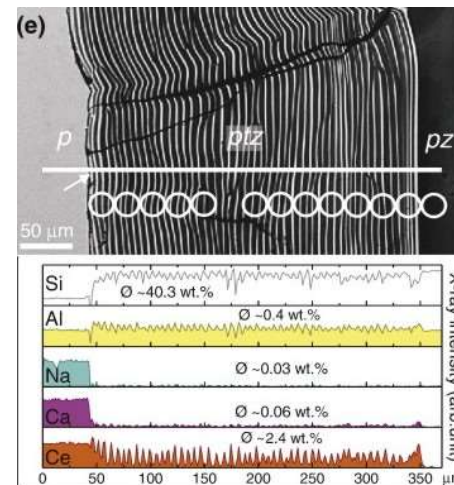 (e)
p ptz pz
50 µm
Si
Ø ~40.3 wt.%
Al
Ø ~0.4 wt.%
Na
Ø ~0.03 wt.%
Ca
Ø ~0.06 wt.%
Ce
Ø ~2.4 wt.%
0 50 100 150 200 250 300 350